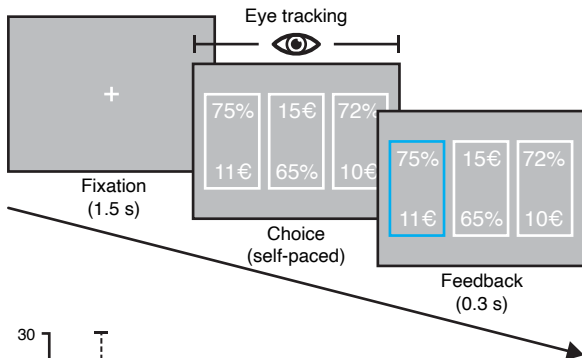 Eye tracking
+
75% 15€ 72%
11€ 65% 10€
Fixation
(1.5 s)
75% 15€ 72%
11€ 65% 10€
Choice
(self-paced)
Feedback
(0.3 s)
30